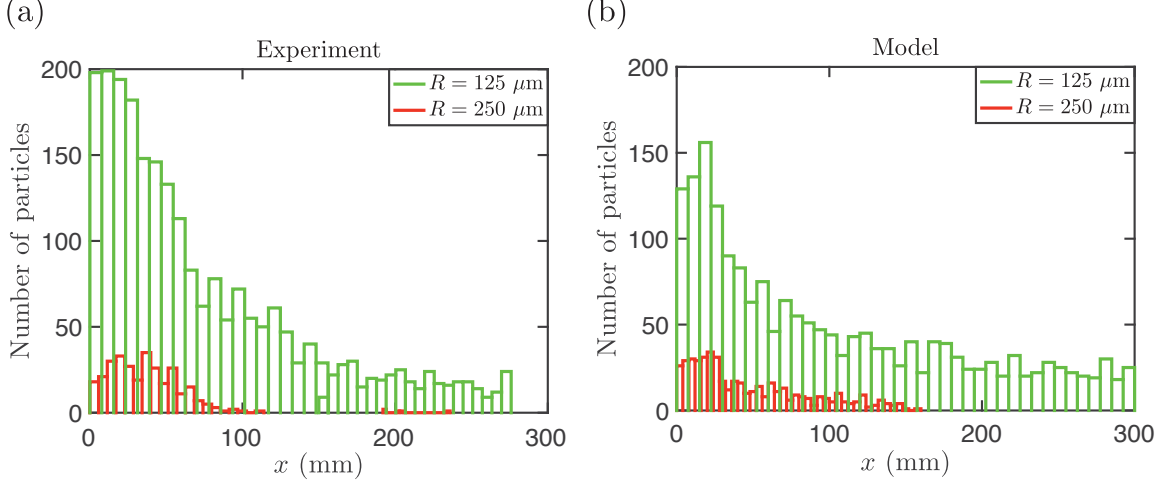 (a)
Experiment
R = 125 μm
R = 250 μm
200
150
100
50
0
Number of particles
0 100 200 300
x (mm)
(b)
Model
R = 125 μm
R = 250 μm
200
150
100
50
0
Number of particles
0 100 200 300
x (mm)